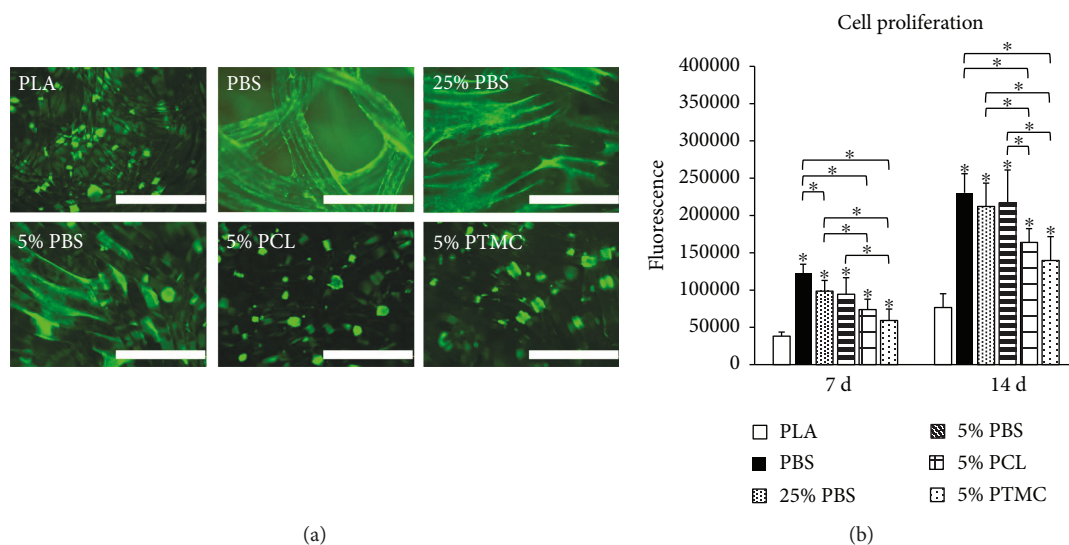 PLA
PBS
25% PBS
5% PBS
5% PCL
5% PTMC
(a)
Cell proliferation
Fluorescence
400000
350000
300000
250000
200000
150000
100000
50000
0
* * *
* *
* *
*
* * * * *
* *
* *
*
* * * * *
7 d 14 d
PLA
PBS
25% PBS
5% PBS
5% PCL
5% PTMC
(b)